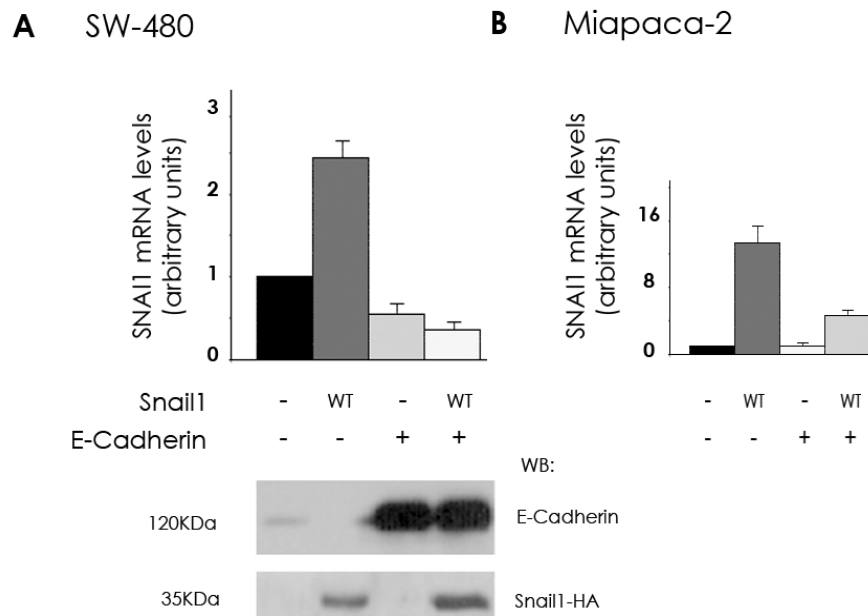 A SW-480
B Miapaca-2
SNAI1 mRNA levels
(arbitrary units)
3
2
1
0
SNAI1 mRNA levels
(arbitrary units)
16
8
0
Snail1 - WT - WT
- WT - WT
E-Cadherin - - + +
- - + +
WB:
120KDa E-Cadherin
35KDa Snail1-HA